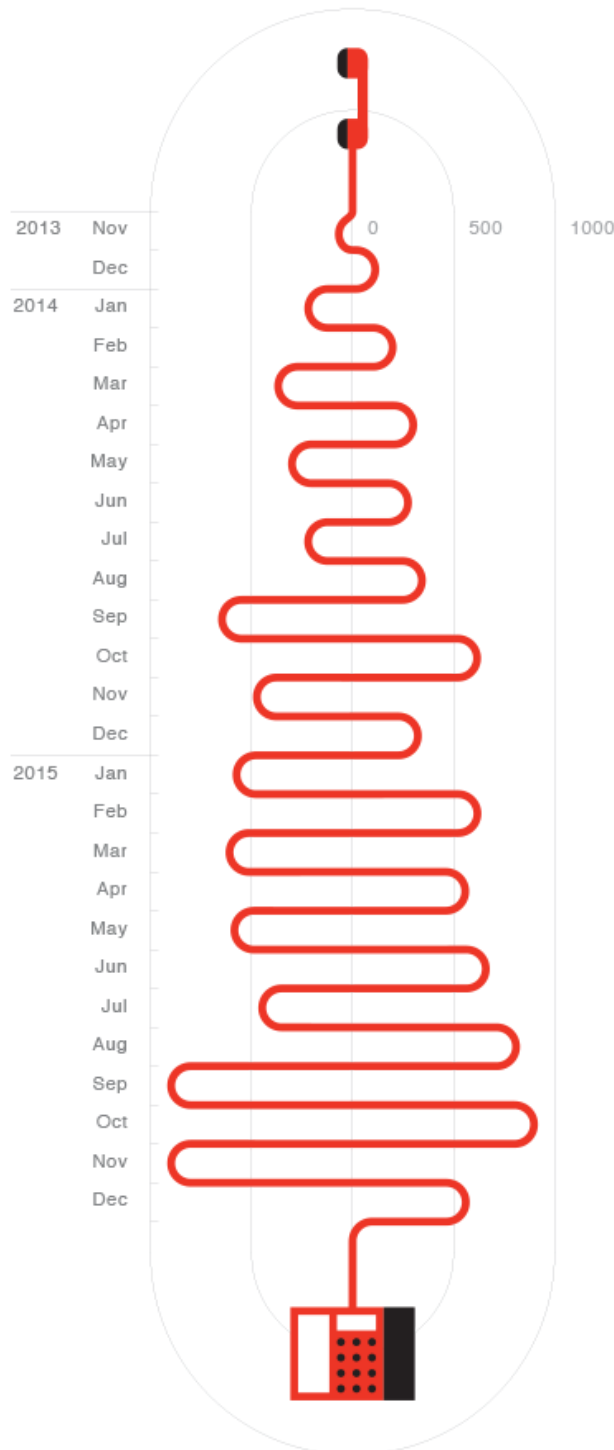 2013 Nov 0 500 1000
Dec
2014 Jan
Feb
Mar
Apr
May
Jun
Jul
Aug
Sep
Oct
Nov
Dec
2015 Jan
Feb
Mar
Apr
May
Jun
Jul
Aug
Sep
Oct
Nov
Dec